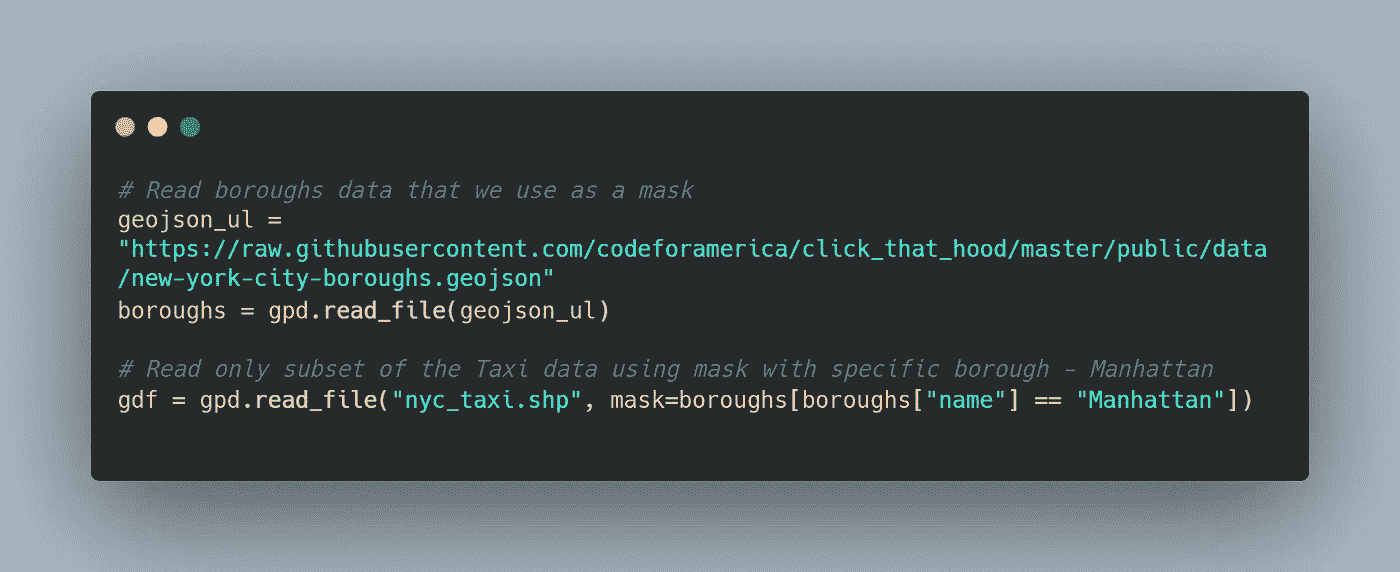 # Read boroughs data that we use as a mask
geojson_ul =
"https://raw.githubusercontent.com/codeforamerica/click_that_hood/master/public/data
/new-york-city-boroughs.geojson"
boroughs = gpd.read_file(geojson_ul)
# Read only subset of the Taxi data using mask with specific borough – Manhattan
gdf = gpd.read_file("nyc_taxi.shp", mask=boroughs[boroughs["name"] == "Manhattan"])